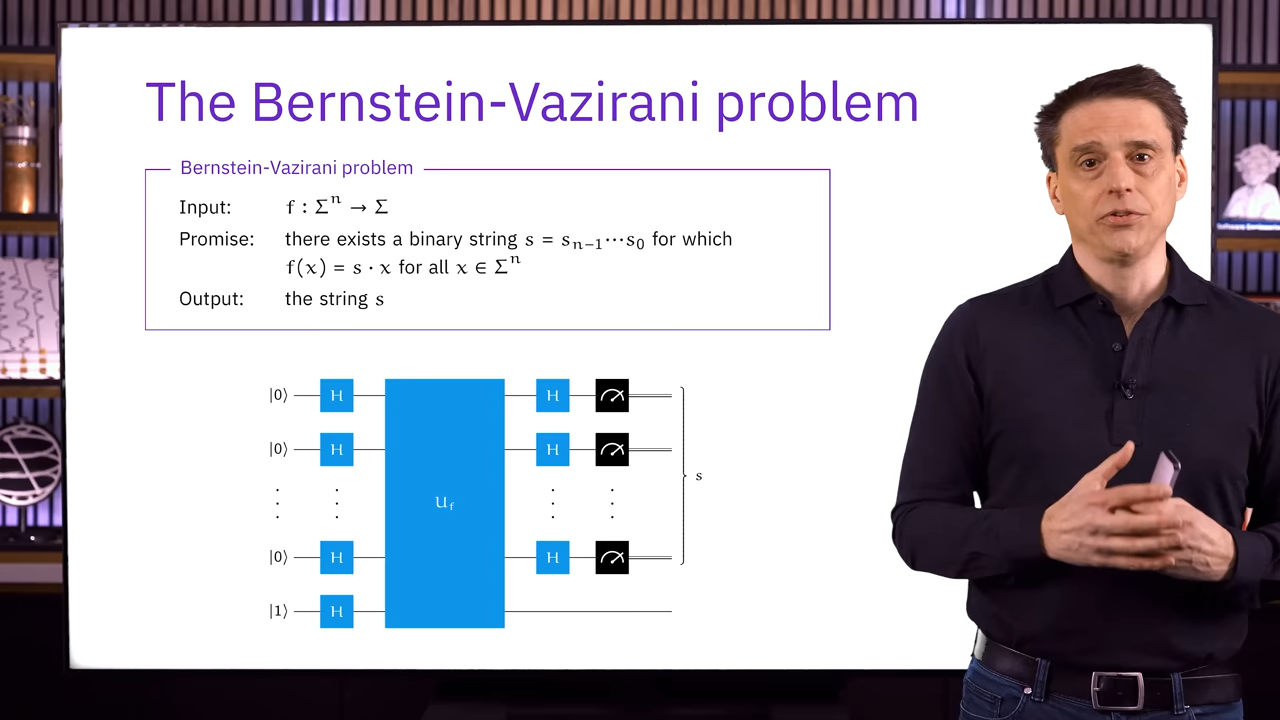 The Bernstein-Vazirani problem
Bernstein-Vazirani problem
Input: f : Σⁿ → Σ
Promise: there exists a binary string s = sₙ₋₁⋯s₀ for which
f(x) = s · x for all x ∈ Σⁿ
Output: the string s
|0⟩ H H
|0⟩ H H
s
U_f
|0⟩ H H
|1⟩ H